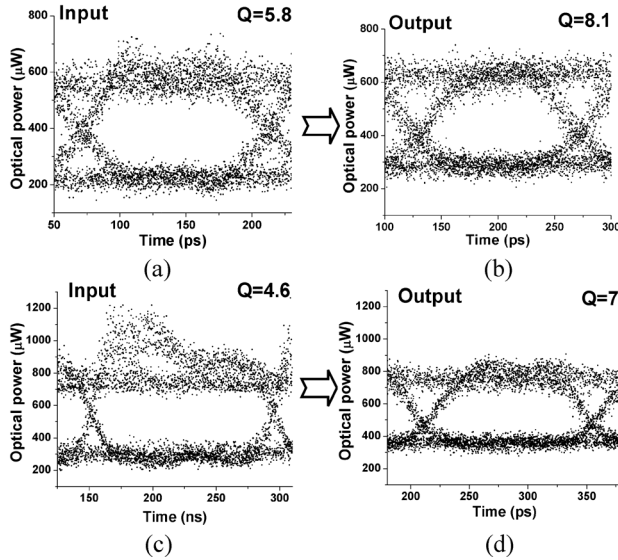 Input Q=5.8
Optical power (μW)
800
600
400
200
50 100 150 200
Time (ps)
(a)
Output Q=8.1
Optical power (μW)
800
600
400
200
100 150 200 250 300
Time (ps)
(b)
Input Q=4.6
Optical power (μW)
1200
1000
800
600
400
200
150 200 250 300
Time (ns)
(c)
Output Q=7
Optical power (μW)
1200
1000
800
600
400
200
200 250 300 350
Time (ps)
(d)